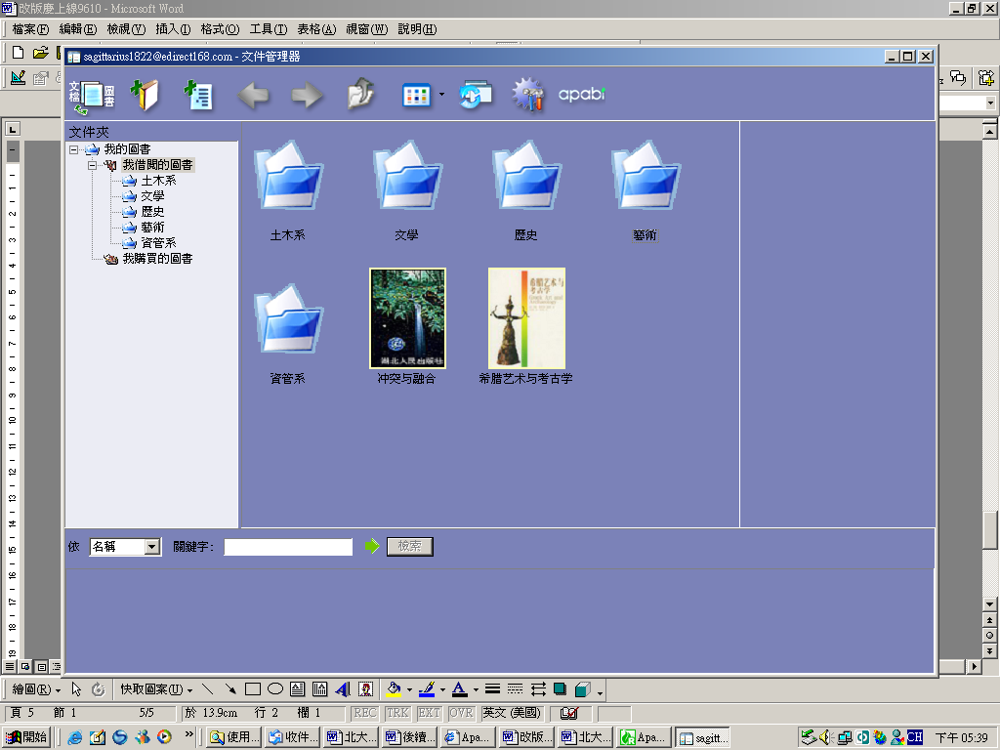 改版慶上線9610 - Microsoft Word
檔案(F) 編輯(E) 檢視(V) 插入(I) 格式(O) 工具(T) 表格(A) 視窗(W) 說明(H)
sagittarius1822@edirect168.com - 文件管理器
文檔 圖書
apabi
文件夾
我的圖書
我借閱的圖書
土木系
文學
歷史
藝術
資管系
我購買的圖書
土木系 文學 歷史 藝術
湖北人民出版社
希腊艺术与
考古学
資管系 冲突与融合 希腊艺术与考古学
依 名稱 關鍵字: 檢索
繪圖(R) 快取圖案(U)
頁 5 節 1 5/5 於 13.9cm 行 2 欄 1 REC TRK EXT OVR 英文 (美國)
開始 使用... 收件... 北大... 後續... Apa... 改版... 北大... Apa... sagitt... CH 下午 05:39